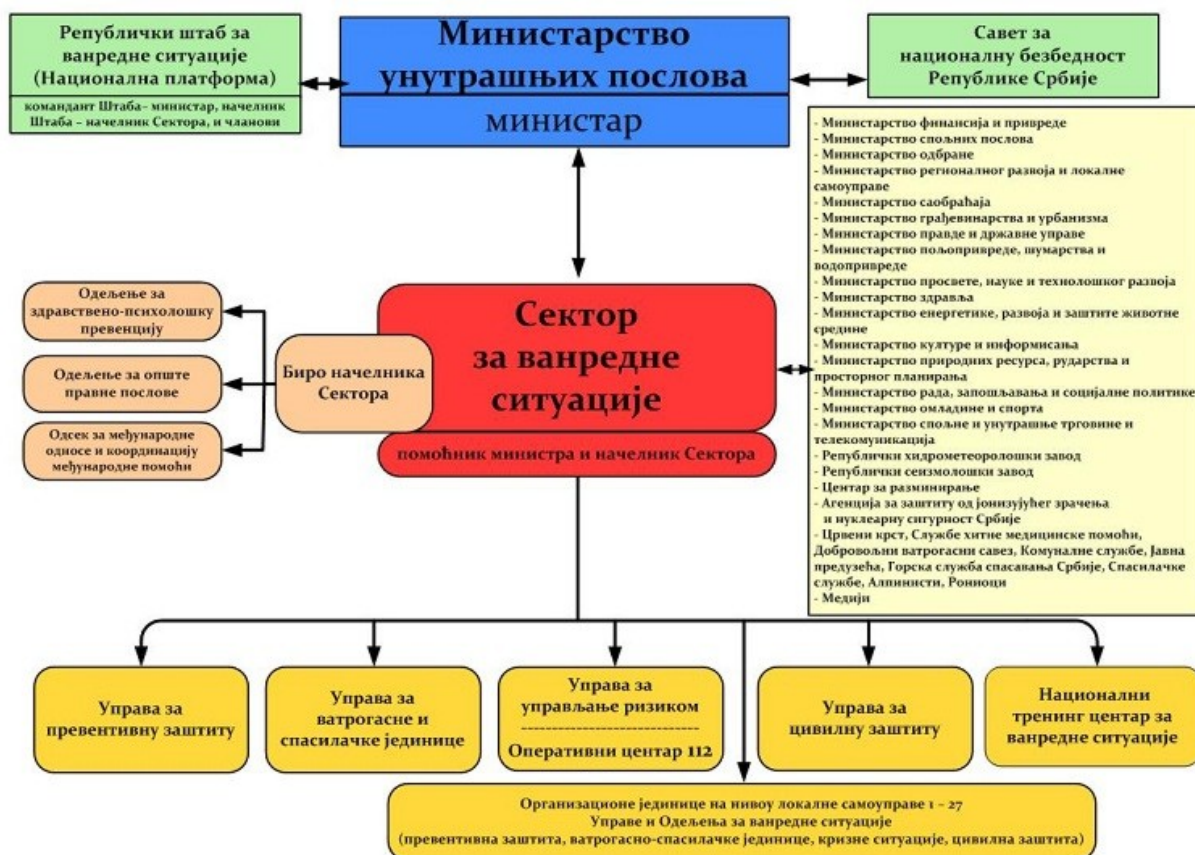 Републички штаб за
ванредне ситуације
(Национална платформа)
командант Штаба– министар, начелник
Штаба – начелник Сектора, и чланови
Министарство
унутрашњих послова
министар
Савет за
националну безбедност
Републике Србије
- Министарство финансија и привреде
- Министарство спољних послова
- Министарство одбране
- Министарство регионалног развоја и локалне
самоуправе
- Министарство саобраћаја
- Министарство грађевинарства и урбанизма
- Министарство правде и државне управе
- Министарство пољопривреде, шумарства и
водопривреде
- Министарство просвете, науке и технолошког развоја
- Министарство здравља
- Министарство енергетике, развоја и заштите животне
средине
- Министарство културе и информисања
- Министарство природних ресурса, рударства и
просторног планирања
- Министарство рада, запошљавања и социјалне политике
- Министарство омладине и спорта
- Министарство спољне и унутрашње трговине и
телекомуникација
- Републички хидрометеоролошки завод
- Републички сеизмолошки завод
- Центар за разминирање
- Агенција за заштиту од јонизујућег зрачења
и нуклеарну сигурност Србије
- Црвени крст, Службе хитне медицинске помоћи,
Добровољни ватрогасни савез, Комуналне службе, Јавна
предузећа, Горска служба спасавања Србије, Спасилачке
службе, Алпинисти, Рониоци
- Медији
Одељење за
здравствено-психолошку
превенцију
Одељење за опште
правне послове
Одсек за међународне
односе и координацију
међународне помоћи
Биро начелника
Сектора
Сектор
за ванредне
ситуације
помоћник министра и начелник Сектора
Управа за
превентивну заштиту
Управа за
ватрогасне и
спасилачке јединице
Управа за
управљање ризиком
------------------------------
Оперативни центар 112
Управа за
цивилну заштиту
Национални
тренинг центар за
ванредне ситуације
Организационе јединице на нивоу локалне самоуправе 1 – 27
Управе и Одељења за ванредне ситуације
(превентивна заштита, ватрогасно-спасилачке јединице, кризне ситуације, цивилна заштита)